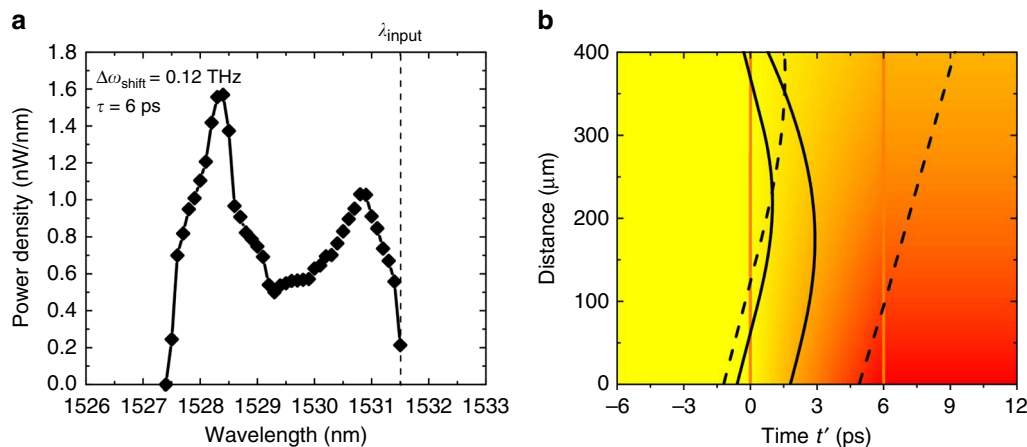 a
λinput
Δωshift = 0.12 THz
τ = 6 ps
Power density (nW/nm)
1.8
1.6
1.4
1.2
1.0
0.8
0.6
0.4
0.2
0.0
1526 1527 1528 1529 1530 1531 1532 1533
Wavelength (nm)
b
Distance (μm)
400
300
200
100
0
−6 −3 0 3 6 9 12
Time t′ (ps)